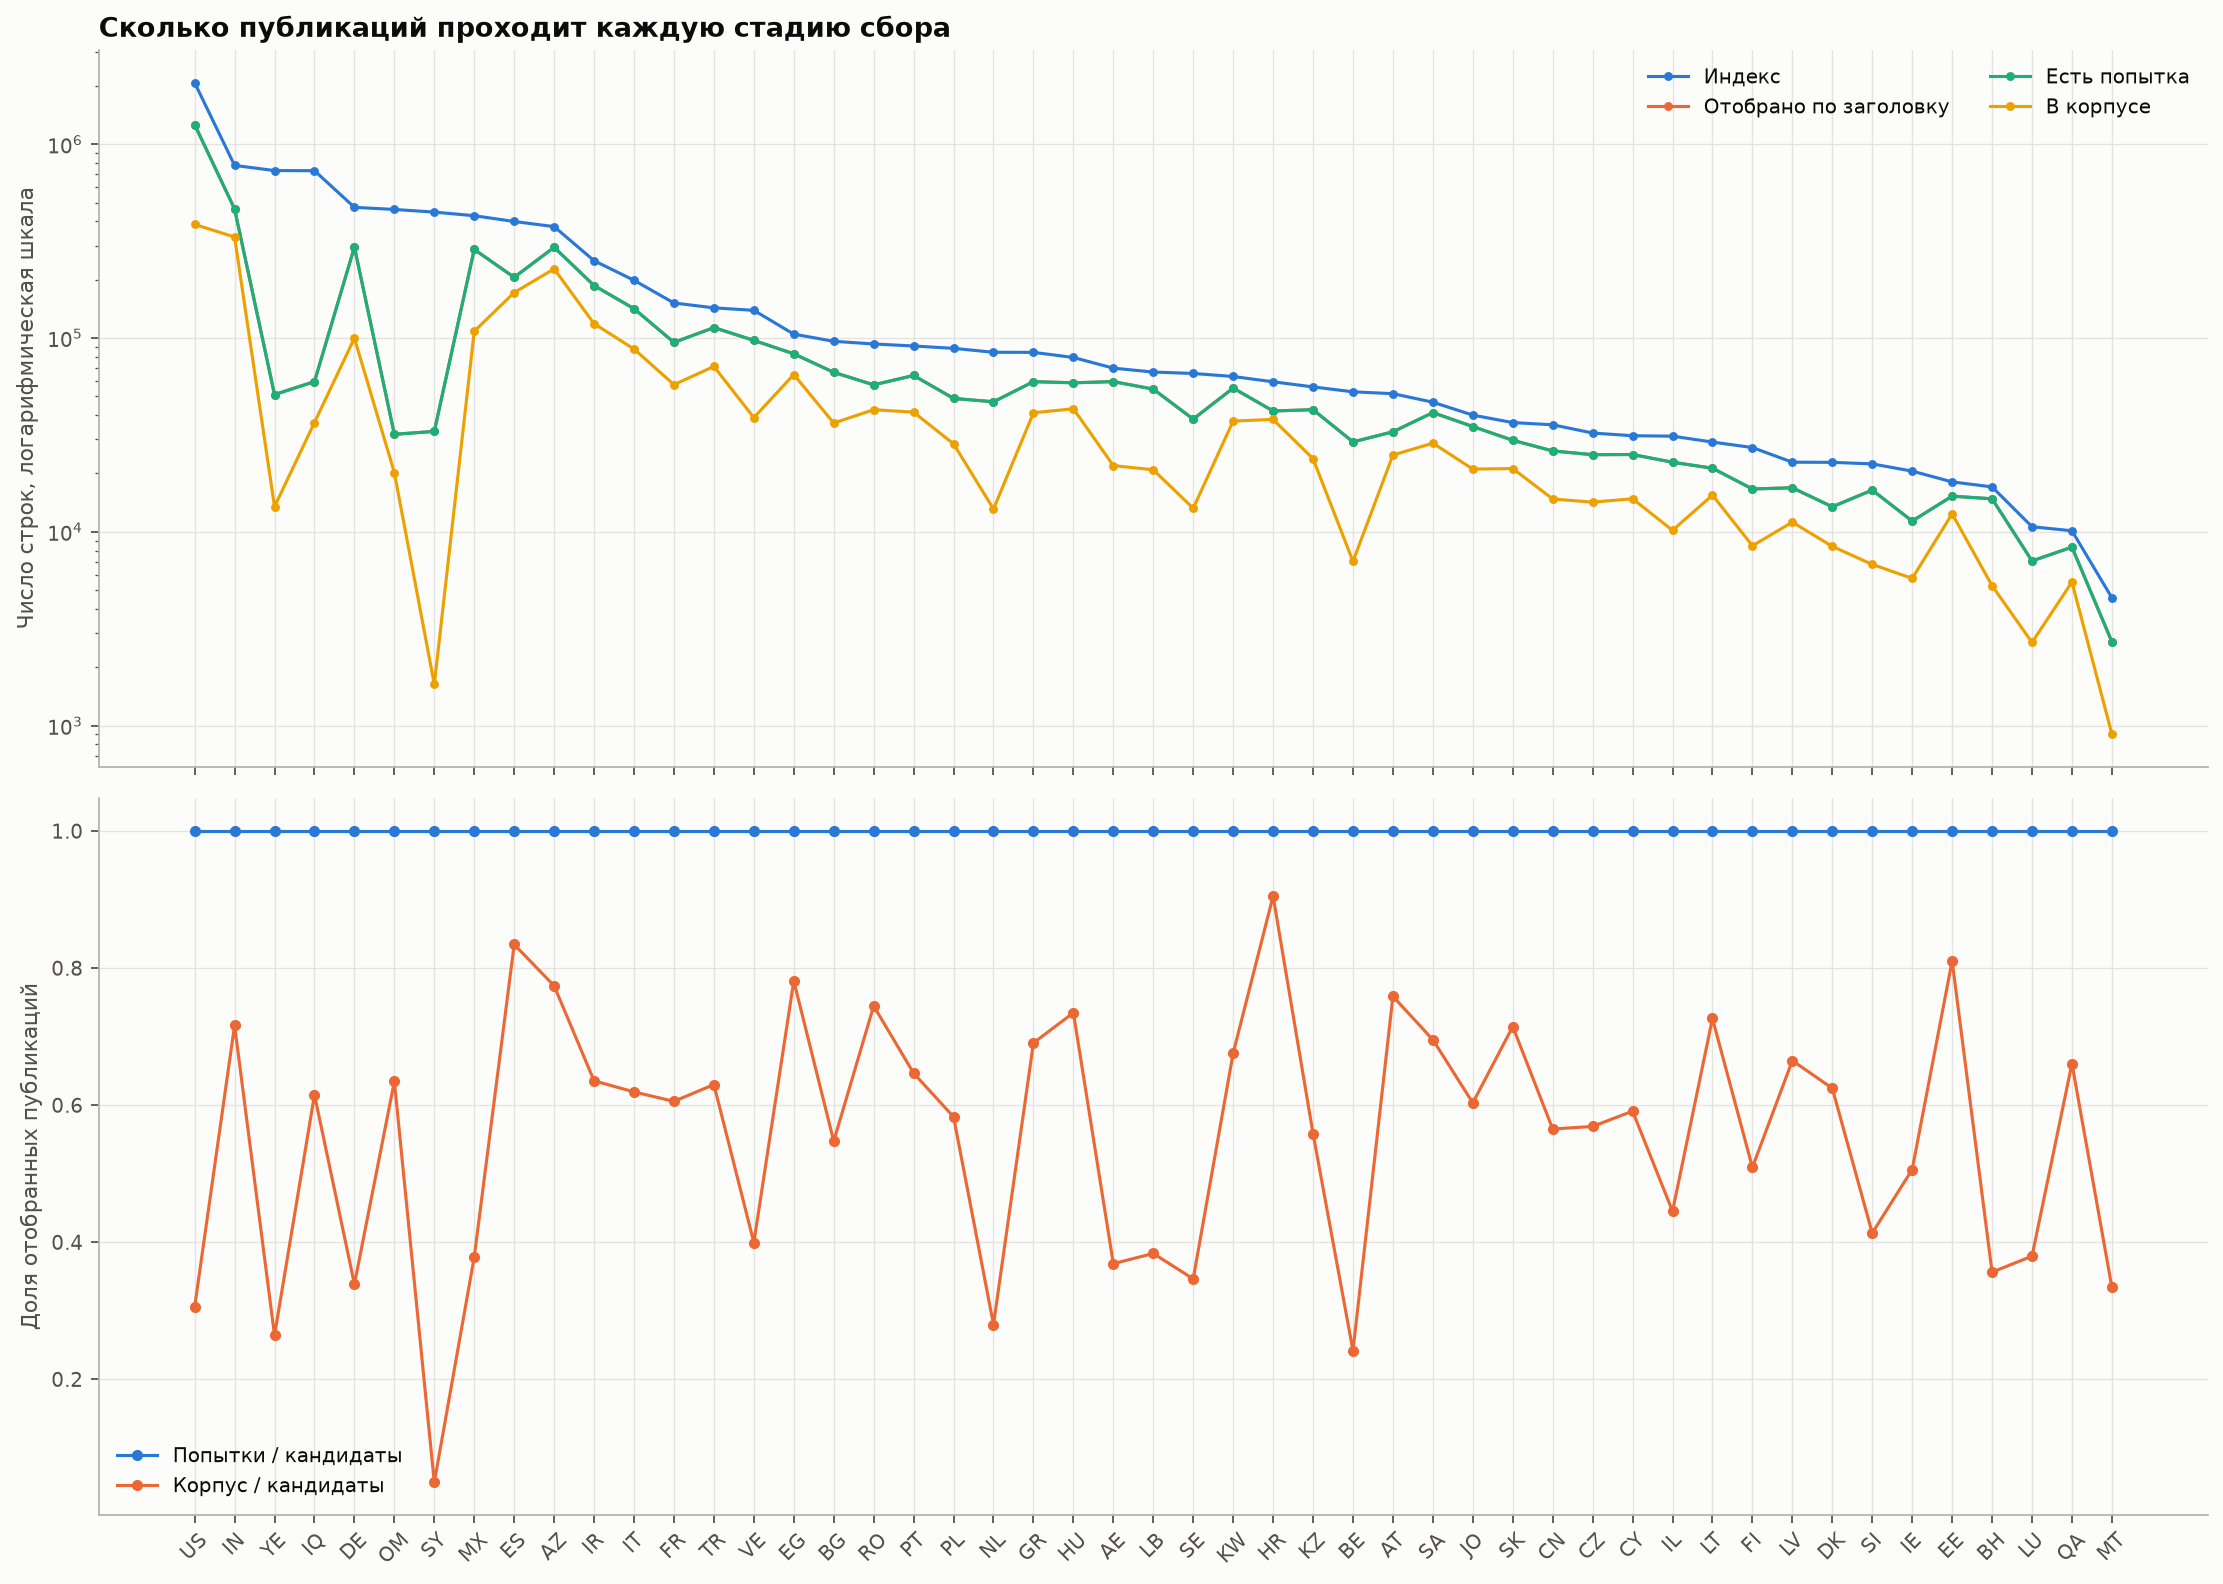 Сколько публикаций проходит каждую стадию сбора
Индекс
Отобрано по заголовку
Есть попытка
В корпусе
Число строк, логарифмическая шкала
10⁶
10⁵
10⁴
10³
Доля отобранных публикаций
1.0
0.8
0.6
0.4
0.2
Попытки / кандидаты
Корпус / кандидаты
US IN YE IQ DE OM SY MX ES AZ IR IT FR TR VE EG BG RO PT PL NL GR HU AE LB SE KW HR KZ BE AT SA JO SK CN CZ CY IL LT FI LV DK SI IE EE BH LU QA MT